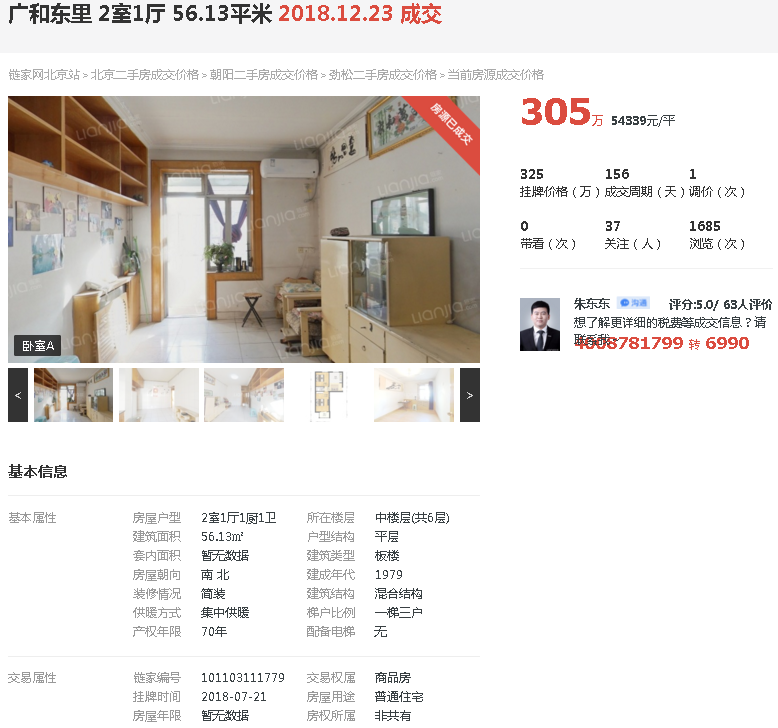 广和东里 2室1厅 56.13平米 2018.12.23 成交
链家网北京站 > 北京二手房成交价格 > 朝阳二手房成交价格 > 劲松二手房成交价格 > 当前房源成交价格
房源已成交
lianjia
卧室A
< >
305万 54339元/平
325 156 1
挂牌价格（万） 成交周期（天） 调价（次）
0 37 1685
带看（次） 关注（人） 浏览（次）
朱东东 沟通 评分:5.0/ 63人评价
想了解更详细的税费等成交信息？请
联系我
4008781799 转 6990
基本信息
基本属性 房屋户型 2室1厅1厨1卫 所在楼层 中楼层(共6层)
建筑面积 56.13㎡ 户型结构 平层
套内面积 暂无数据 建筑类型 板楼
房屋朝向 南 北 建成年代 1979
装修情况 简装 建筑结构 混合结构
供暖方式 集中供暖 梯户比例 一梯三户
产权年限 70年 配备电梯 无
交易属性 链家编号 101103111779 交易权属 商品房
挂牌时间 2018-07-21 房屋用途 普通住宅
房屋年限 暂无数据 房权所属 非共有